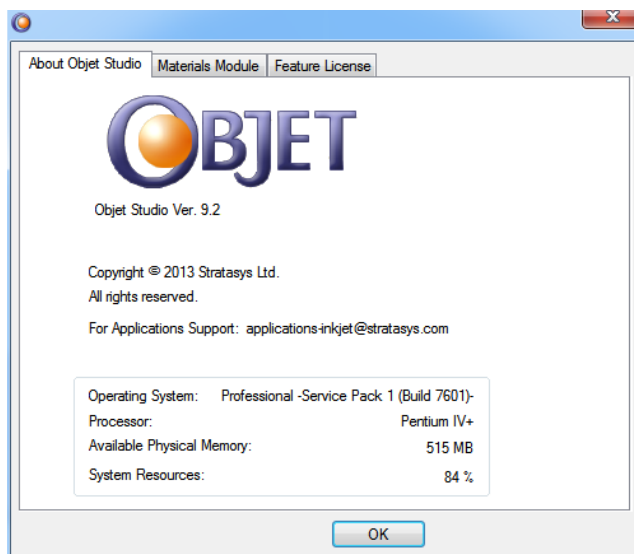 X
About Objet Studio Materials Module Feature License
OBJET
Objet Studio Ver. 9.2
Copyright © 2013 Stratasys Ltd.
All rights reserved.
For Applications Support: applications-inkjet@stratasys.com
Operating System: Professional -Service Pack 1 (Build 7601)-
Processor: Pentium IV+
Available Physical Memory: 515 MB
System Resources: 84 %
OK